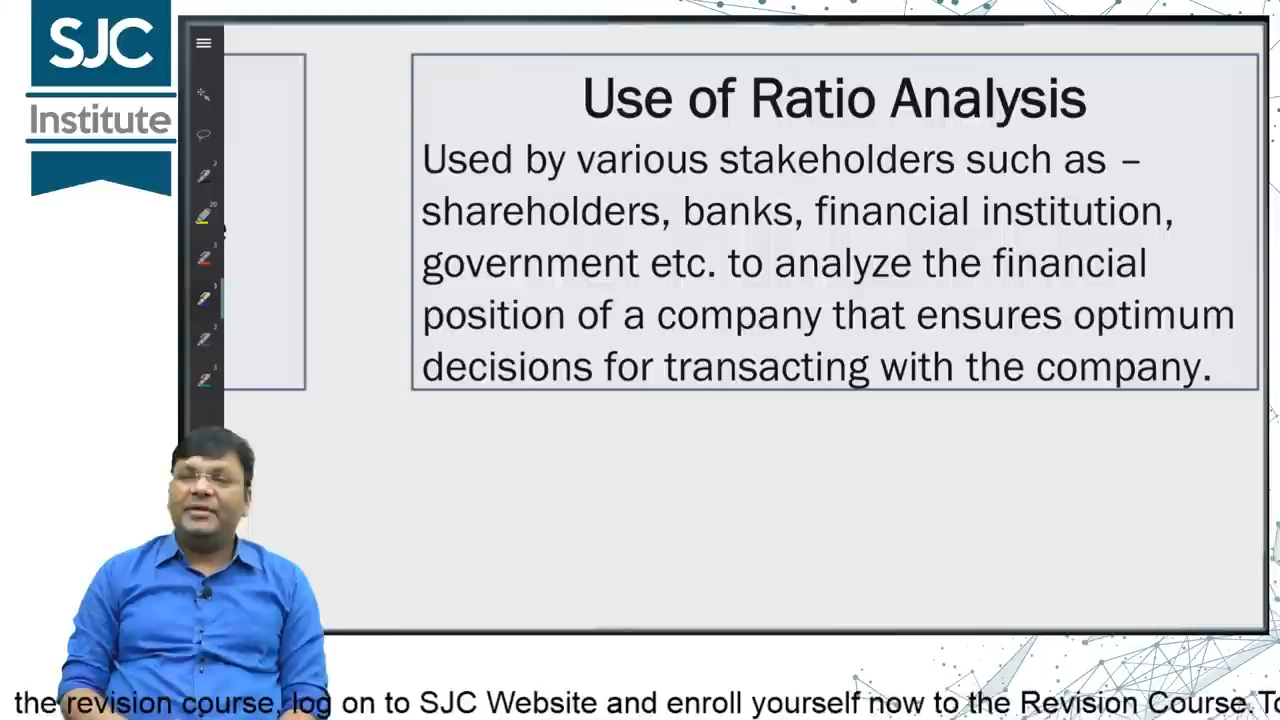 SJC
Institute
Use of Ratio Analysis
Used by various stakeholders such as –
shareholders, banks, financial institution,
government etc. to analyze the financial
position of a company that ensures optimum
decisions for transacting with the company.
the revision course, log on to SJC Website and enroll yourself now to the Revision Course. To